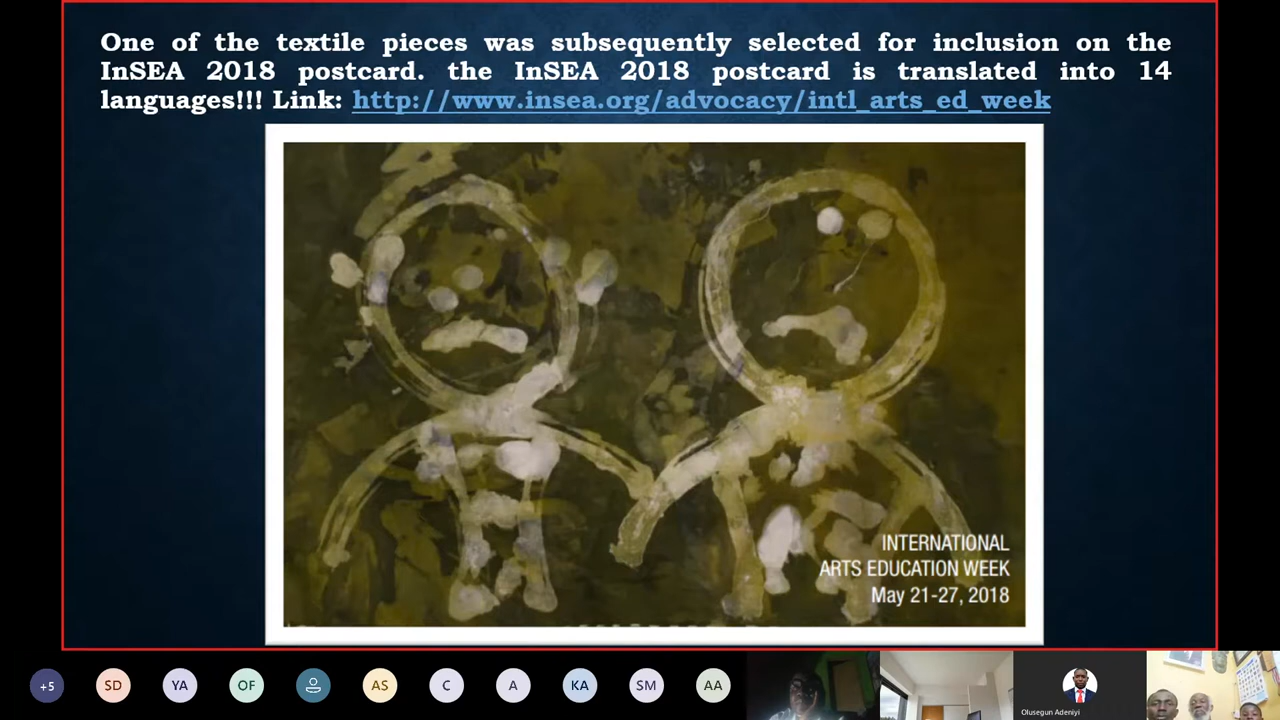 One of the textile pieces was subsequently selected for inclusion on the
InSEA 2018 postcard. the InSEA 2018 postcard is translated into 14
languages!!! Link: http://www.insea.org/advocacy/intl_arts_ed_week
INTERNATIONAL
ARTS EDUCATION WEEK
May 21-27, 2018
+5 SD YA OF AS C A KA SM AA
Olusegun Adeniyi